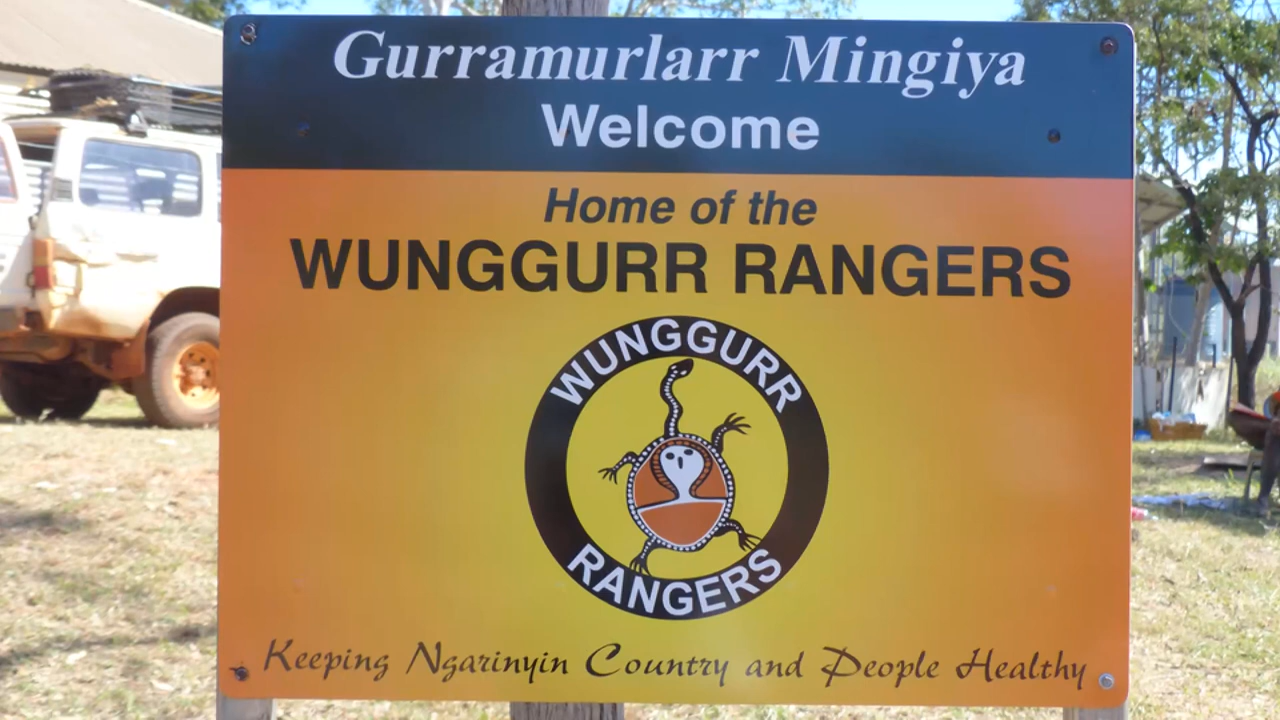 Gurramurlarr Mingiya
Welcome
Home of the
WUNGGURR RANGERS
WUNGGURR
RANGERS
Keeping Ngarinyin Country and People Healthy